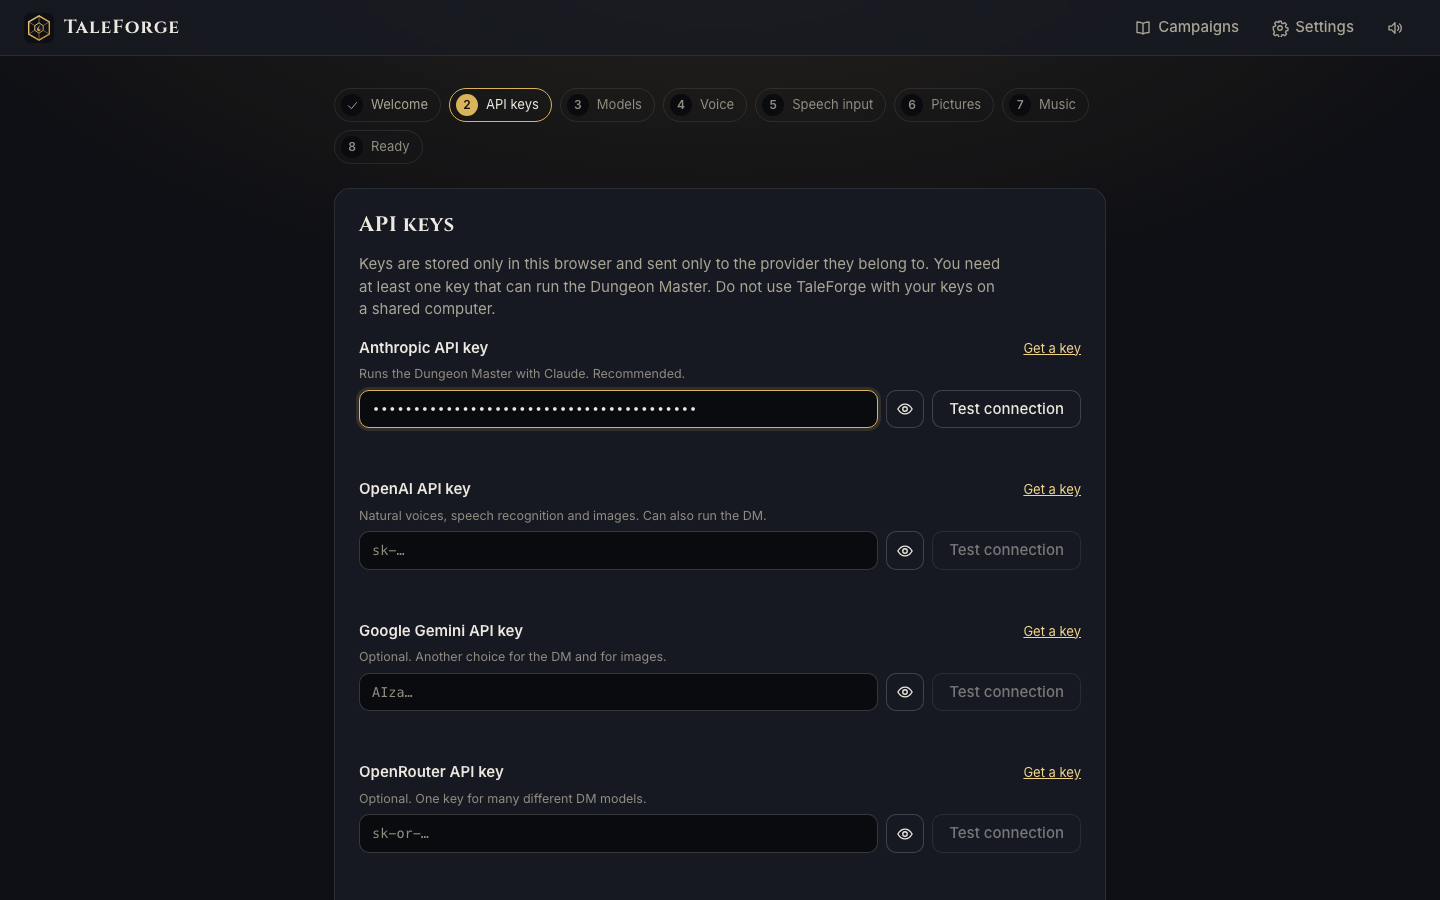 TaleForge
Campaigns
Settings
Welcome
2 API keys
3 Models
4 Voice
5 Speech input
6 Pictures
7 Music
8 Ready
API keys
Keys are stored only in this browser and sent only to the provider they belong to. You need
at least one key that can run the Dungeon Master. Do not use TaleForge with your keys on
a shared computer.
Anthropic API key
Get a key
Runs the Dungeon Master with Claude. Recommended.
Test connection
OpenAI API key
Get a key
Natural voices, speech recognition and images. Can also run the DM.
sk-…
Test connection
Google Gemini API key
Get a key
Optional. Another choice for the DM and for images.
AIza…
Test connection
OpenRouter API key
Get a key
Optional. One key for many different DM models.
sk-or-…
Test connection